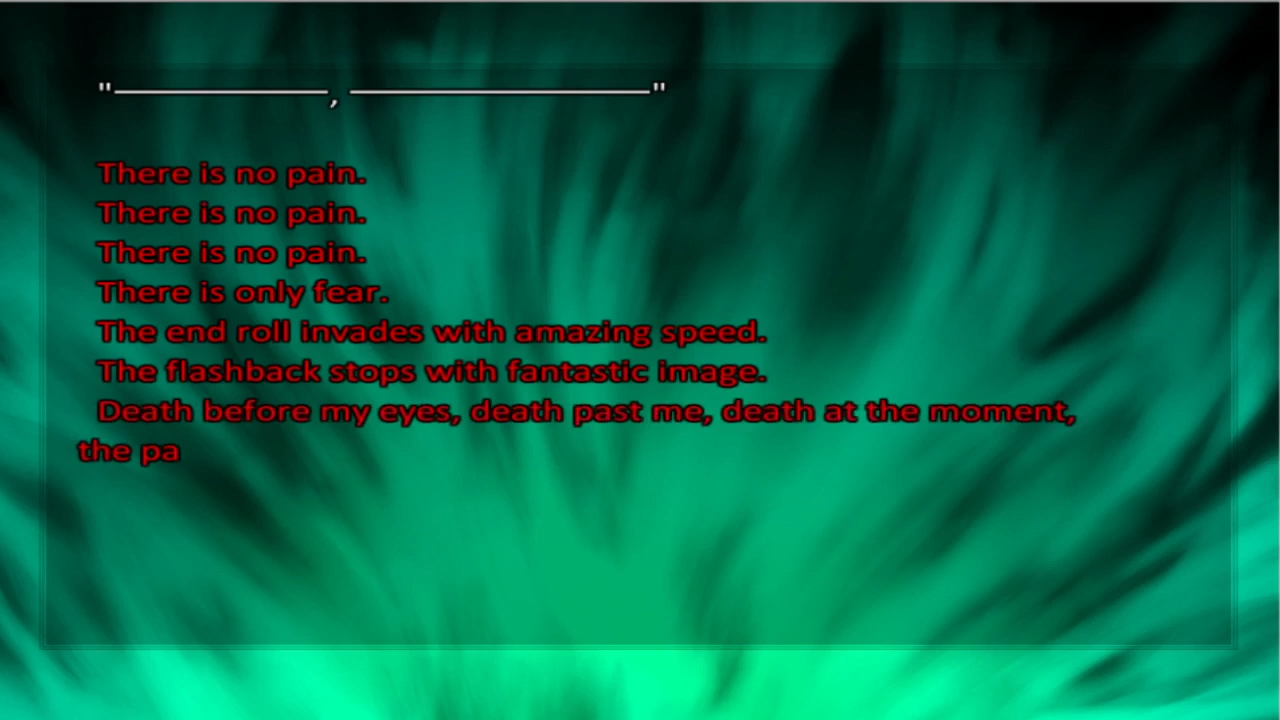 "――――――, ―――――――――"
There is no pain.
There is no pain.
There is no pain.
There is only fear.
The end roll invades with amazing speed.
The flashback stops with fantastic image.
Death before my eyes, death past me, death at the moment,
the pa